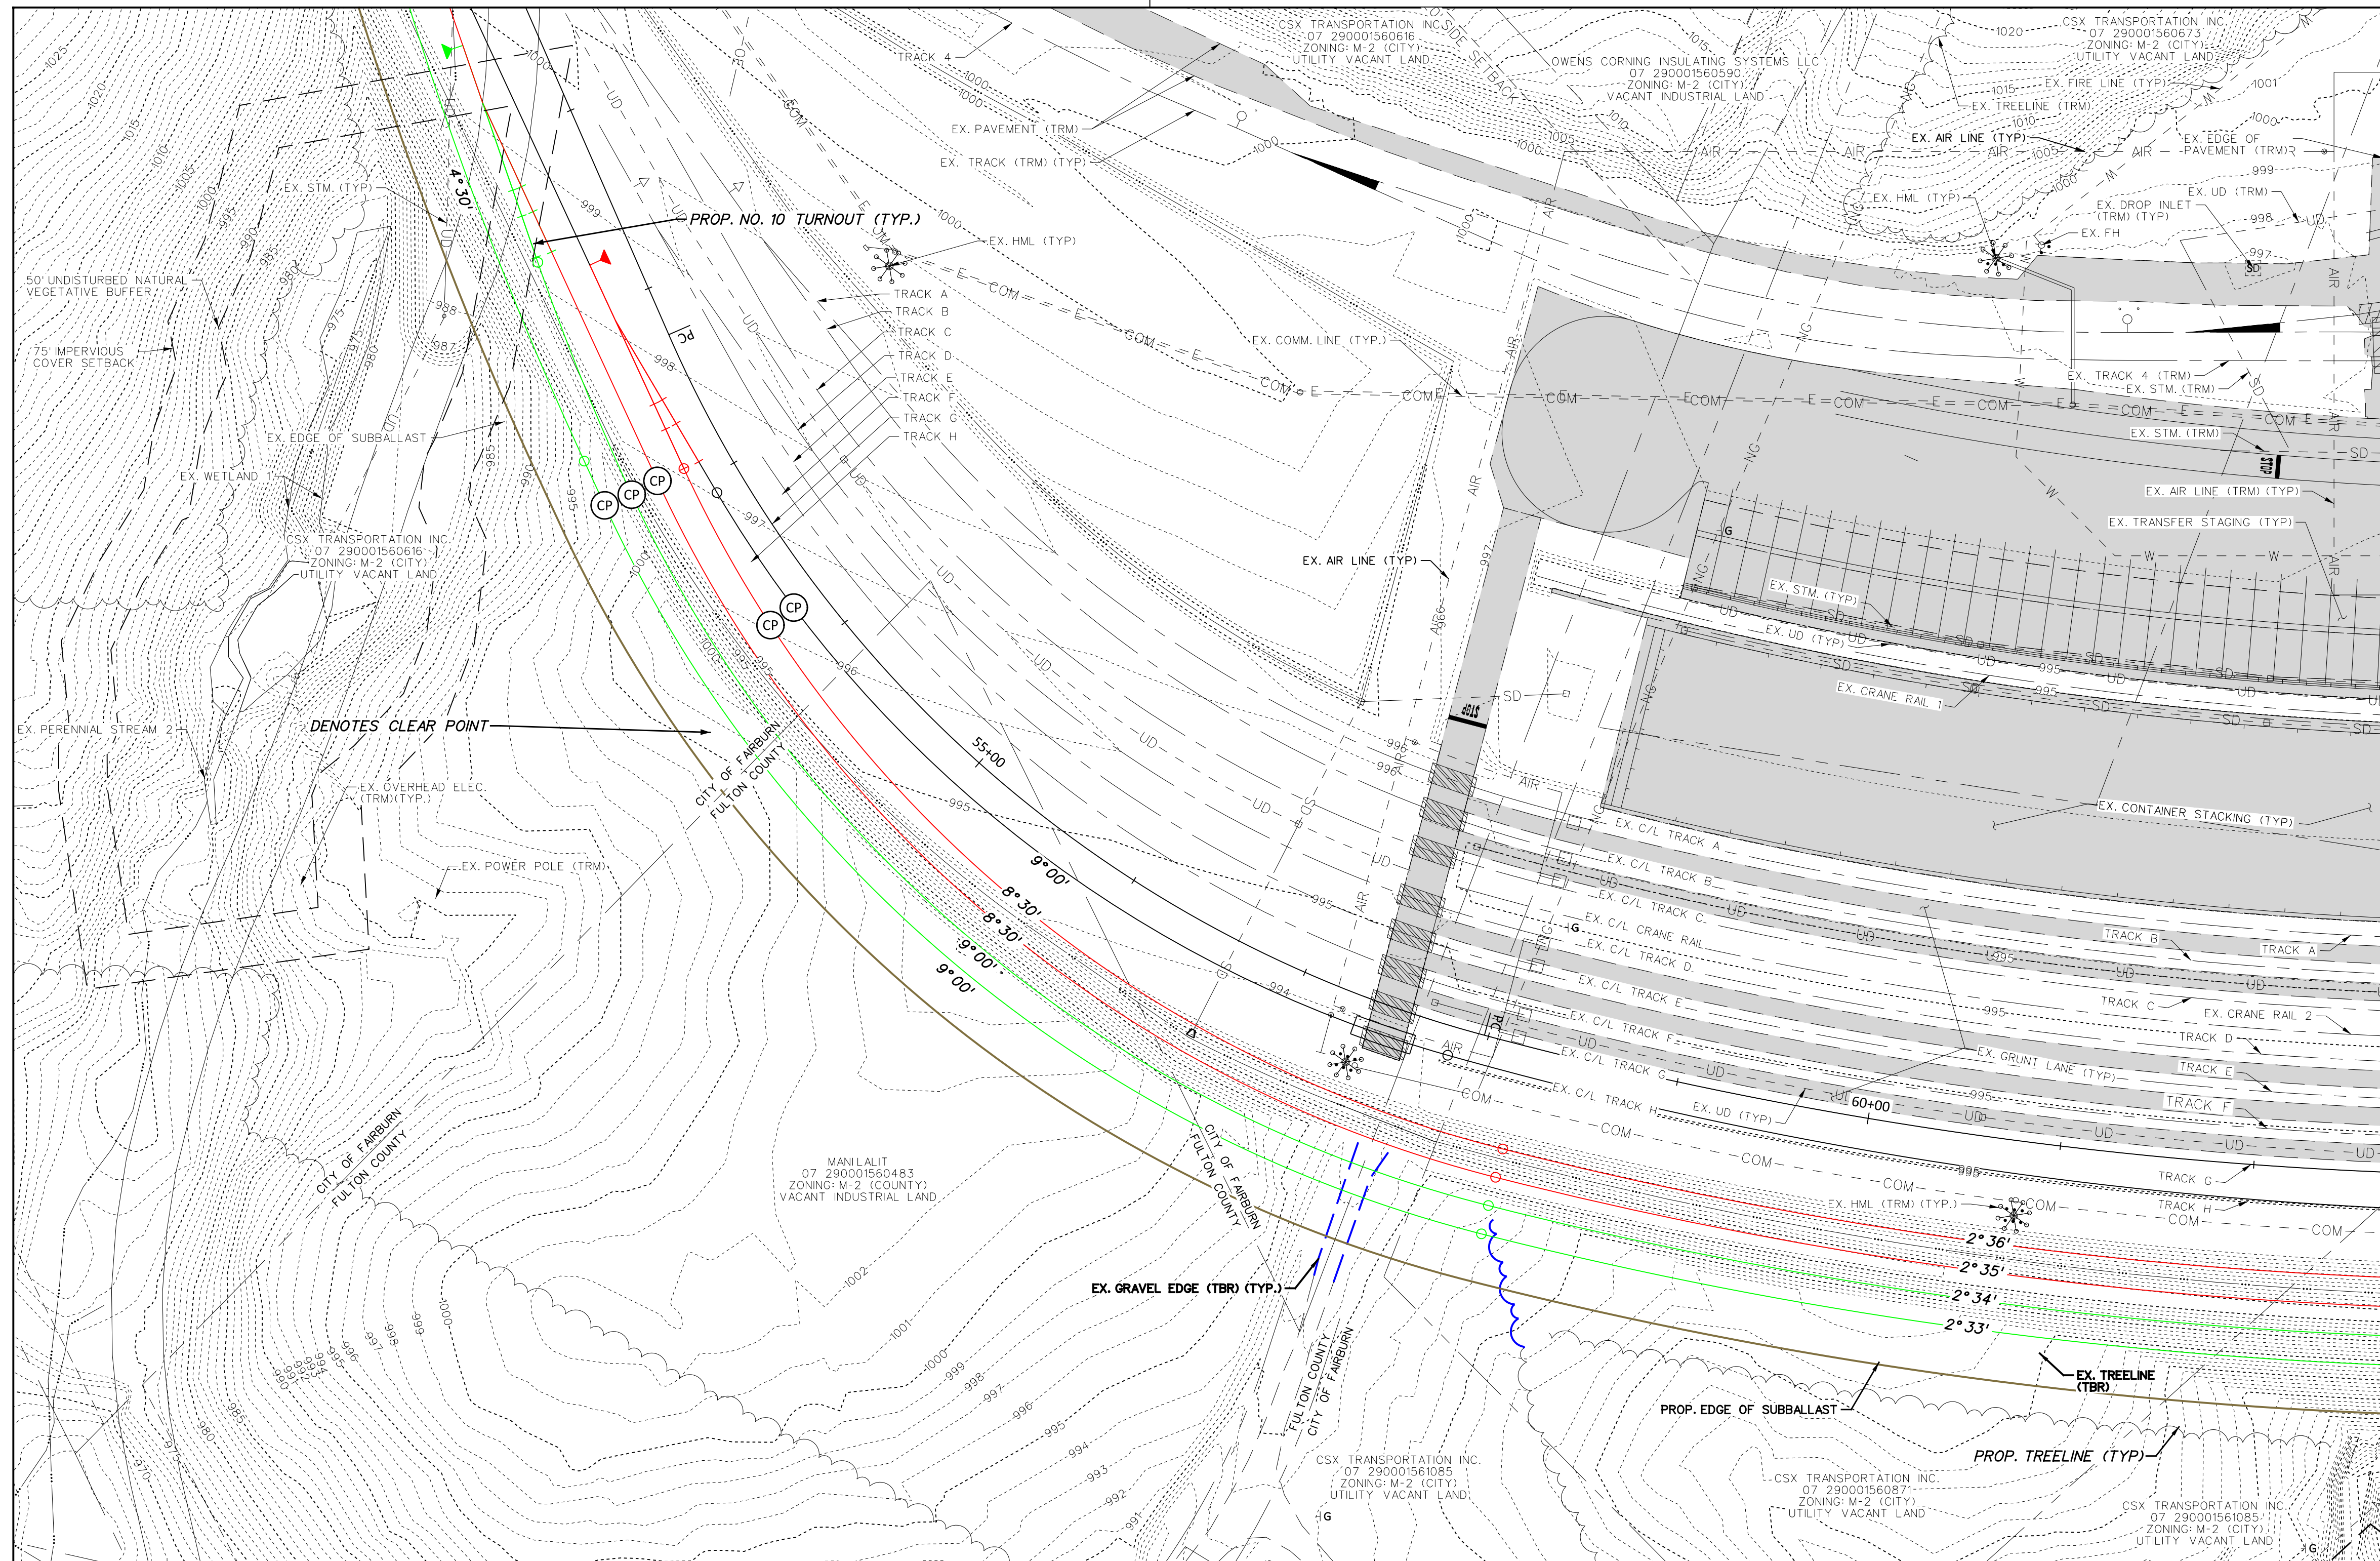 CSX TRANSPORTATION INC.
07 290001560616
ZONING: M-2 (CITY)
UTILITY VACANT LAND
OWENS CORNING INSULATING SYSTEMS LLC
07 290001560590
ZONING: M-2 (CITY)
VACANT INDUSTRIAL LAND
CSX TRANSPORTATION INC.
07 290001560673
ZONING: M-2 (CITY)
UTILITY VACANT LAND
SIDE SETBACK
TRACK 4
EX. PAVEMENT (TRM)
EX. TRACK (TRM) (TYP)
EX. FIRE LINE (TYP)
EX. TREELINE (TRM)
EX. AIR LINE (TYP)
EX. EDGE OF
PAVEMENT (TRM)
EX. UD (TRM)
EX. DROP INLET
(TRM) (TYP)
EX. FH
EX. HML (TYP)
EX. STM. (TYP)
4°30'
PROP. NO. 10 TURNOUT (TYP.)
EX. HML (TYP)
50' UNDISTURBED NATURAL
VEGETATIVE BUFFER
75' IMPERVIOUS
COVER SETBACK
TRACK A
TRACK B
TRACK C
TRACK D
TRACK E
TRACK F
TRACK G
TRACK H
PC
EX. COMM. LINE (TYP.)
EX. TRACK 4 (TRM)
EX. STM. (TRM)
EX. STM. (TRM)
STOP
EX. AIR LINE (TRM) (TYP)
EX. TRANSFER STAGING (TYP)
EX. EDGE OF SUBBALLAST
EX. WETLAND 1
CP
CP
CP
CP
CP
CSX TRANSPORTATION INC.
07 290001560616
ZONING: M-2 (CITY)
UTILITY VACANT LAND
EX. AIR LINE (TYP)
EX. STM. (TYP)
EX. UD (TYP)
EX. CRANE RAIL 1
STOP
EX. PERENNIAL STREAM 2
DENOTES CLEAR POINT
CITY OF FAIRBURN
FULTON COUNTY
55+00
EX. OVERHEAD ELEC.
(TRM)(TYP.)
EX. POWER POLE (TRM)
EX. CONTAINER STACKING (TYP)
9°00'
8°30'
8°30'
9°00'
9°00'
EX. C/L TRACK A
EX. C/L TRACK B
EX. C/L TRACK C
EX. C/L CRANE RAIL
EX. C/L TRACK D
EX. C/L TRACK E
EX. C/L TRACK F
EX. C/L TRACK G
EX. C/L TRACK H
TRACK B
TRACK A
TRACK C
EX. CRANE RAIL 2
TRACK D
EX. GRUNT LANE (TYP)
TRACK E
TRACK F
PC
EX. UD (TYP)
60+00
TRACK G
TRACK H
EX. HML (TRM) (TYP.)
CITY OF FAIRBURN
FULTON COUNTY
MANI LALIT
07 290001560483
ZONING: M-2 (COUNTY)
VACANT INDUSTRIAL LAND
CITY OF FAIRBURN
FULTON COUNTY
EX. GRAVEL EDGE (TBR) (TYP.)
2°36'
2°35'
2°34'
2°33'
FULTON COUNTY
CITY OF FAIRBURN
EX. TREELINE
(TBR)
PROP. EDGE OF SUBBALLAST
PROP. TREELINE (TYP)
CSX TRANSPORTATION INC.
07 290001561085
ZONING: M-2 (CITY)
UTILITY VACANT LAND
CSX TRANSPORTATION INC.
07 290001560871
ZONING: M-2 (CITY)
UTILITY VACANT LAND
CSX TRANSPORTATION INC.
07 290001561085
ZONING: M-2 (CITY)
UTILITY VACANT LAND